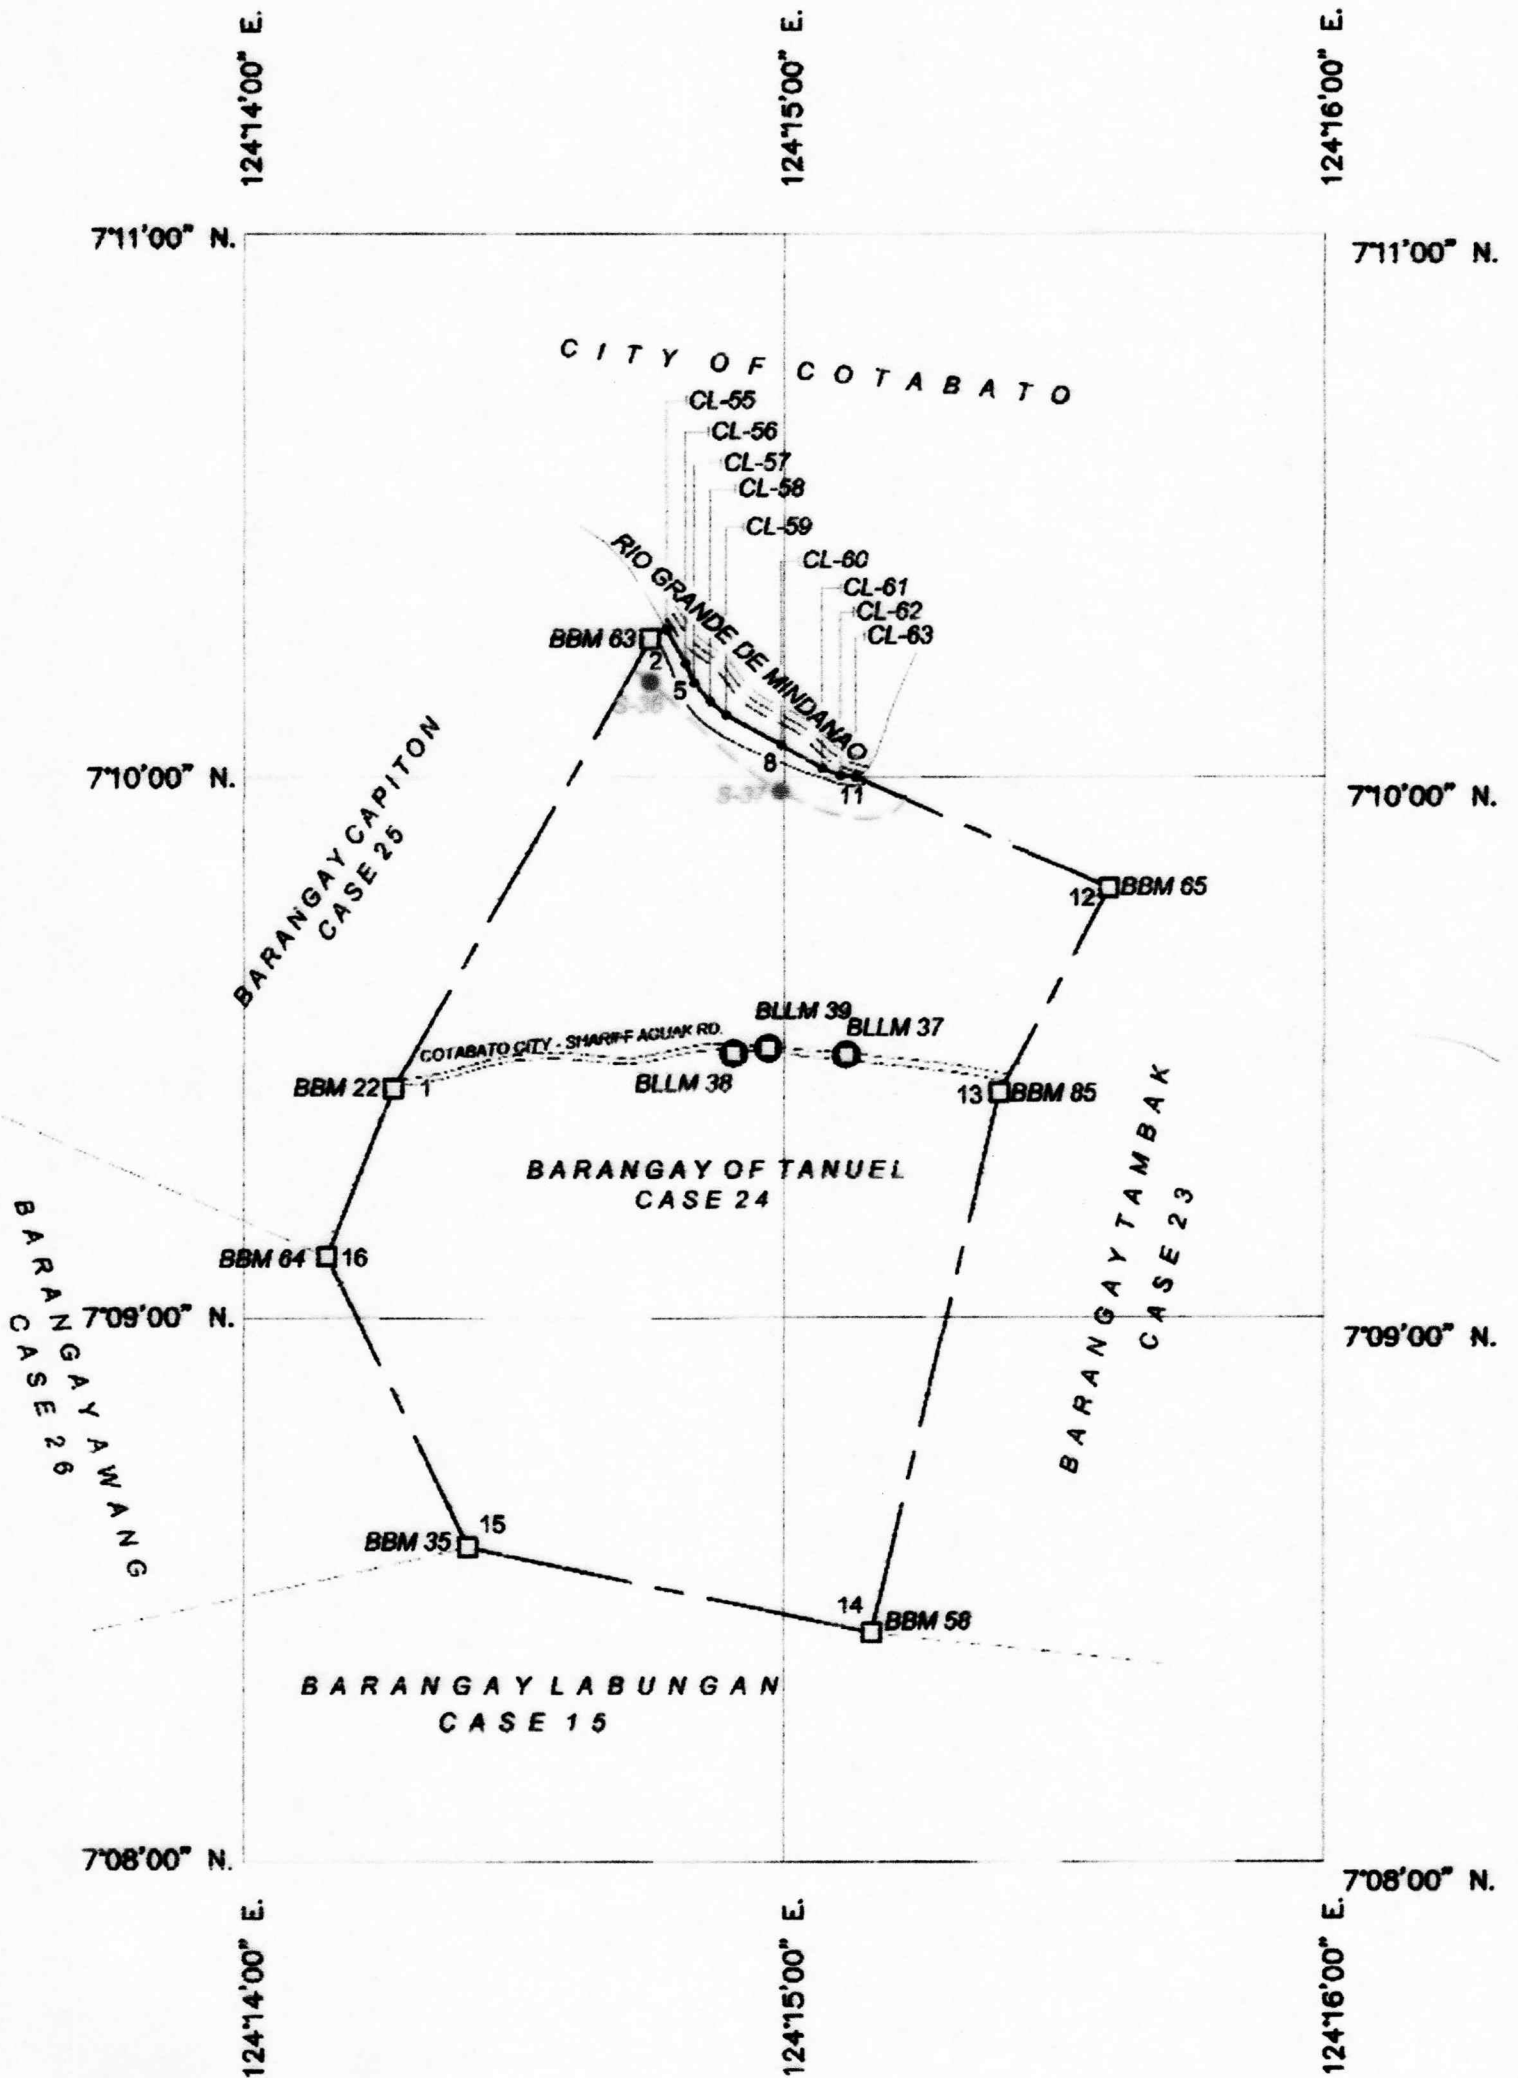 124°14'00" E.
124°15'00" E.
124°16'00" E.
7°11'00" N.
7°11'00" N.
CITY OF COTABATO
CL-55
CL-56
CL-57
CL-58
CL-59
CL-60
CL-61
CL-62
CL-63
RIO GRANDE DE MINDANAO
BBM 63
2
5
S-36
8
S-37
11
7°10'00" N.
7°10'00" N.
BARANGAY CAPITON
CASE 25
12
BBM 65
BLLM 39
BLLM 37
COTABATO CITY - SHARIFF AGUAK RD.
BLLM 38
BBM 22
1
13
BBM 85
BARANGAY OF TANUEL
CASE 24
BARANGAY TAMBAK
CASE 23
BBM 64
16
BARANGAY AWANG
CASE 26
7°09'00" N.
7°09'00" N.
15
BBM 35
14
BBM 58
BARANGAY LABUNGAN
CASE 15
7°08'00" N.
7°08'00" N.
124°14'00" E.
124°15'00" E.
124°16'00" E.